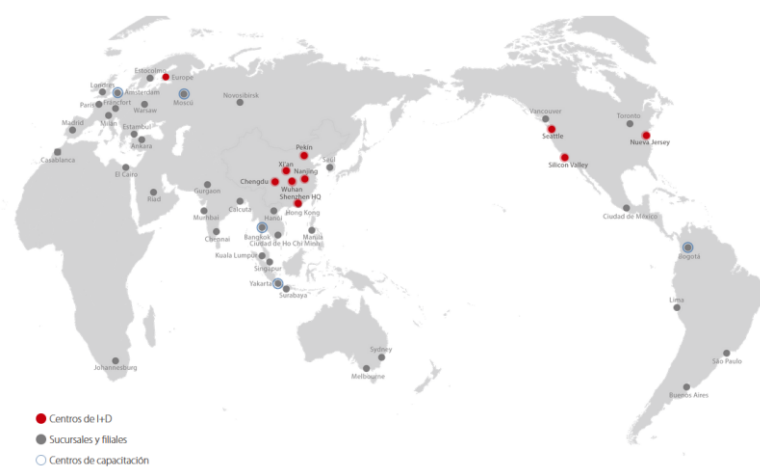 Estocolmo
Europe
London
Ámsterdam
Moscú
Novosibirsk
París
Fráncfort
Warsaw
Madrid
Milán
Estambul
Ankara
Casablanca
El Cairo
Riad
Gurgaon
Mumbai
Chennai
Calcuta
Pekín
Xi'an
Nanjing
Seúl
Chengdu
Wuhan
Shenzhen HQ
Hong Kong
Hanói
Bangkok
Ciudad de Ho Chi Minh
Manila
Kuala Lumpur
Singapur
Yakarta
Surabaya
Sydney
Melbourne
Johannesburg
Vancouver
Seattle
Silicon Valley
Toronto
Nueva Jersey
Ciudad de México
Bogotá
Lima
São Paulo
Buenos Aires
Centros de I+D
Sucursales y filiales
Centros de capacitación